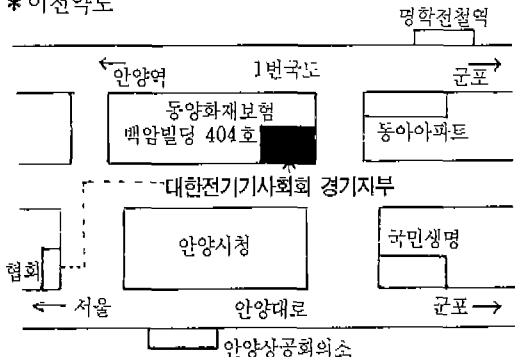 *이전약도
명학전철역
안양역 1번국도 군포
동양화재보험
백암빌딩 404호
동아아파트
대한전기기사회회 경기지부
안양시청
국민생명
협회
서울 안양대로 군포
안양상공회의소